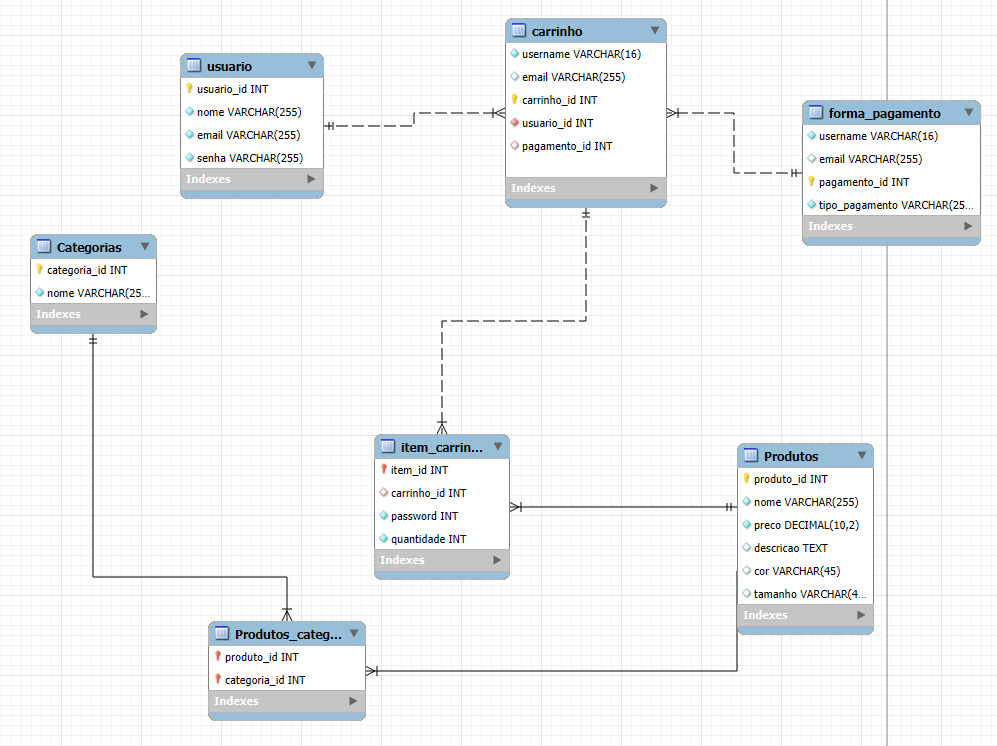 carrinho
username VARCHAR(16)
email VARCHAR(255)
carrinho_id INT
usuario_id INT
pagamento_id INT
Indexes
usuario
usuario_id INT
nome VARCHAR(255)
email VARCHAR(255)
senha VARCHAR(255)
Indexes
forma_pagamento
username VARCHAR(16)
email VARCHAR(255)
pagamento_id INT
tipo_pagamento VARCHAR(25...
Indexes
Categorias
categoria_id INT
nome VARCHAR(25...
Indexes
item_carrin...
item_id INT
carrinho_id INT
password INT
quantidade INT
Indexes
Produtos
produto_id INT
nome VARCHAR(255)
preco DECIMAL(10,2)
descricao TEXT
cor VARCHAR(45)
tamanho VARCHAR(4...
Indexes
Produtos_categ...
produto_id INT
categoria_id INT
Indexes